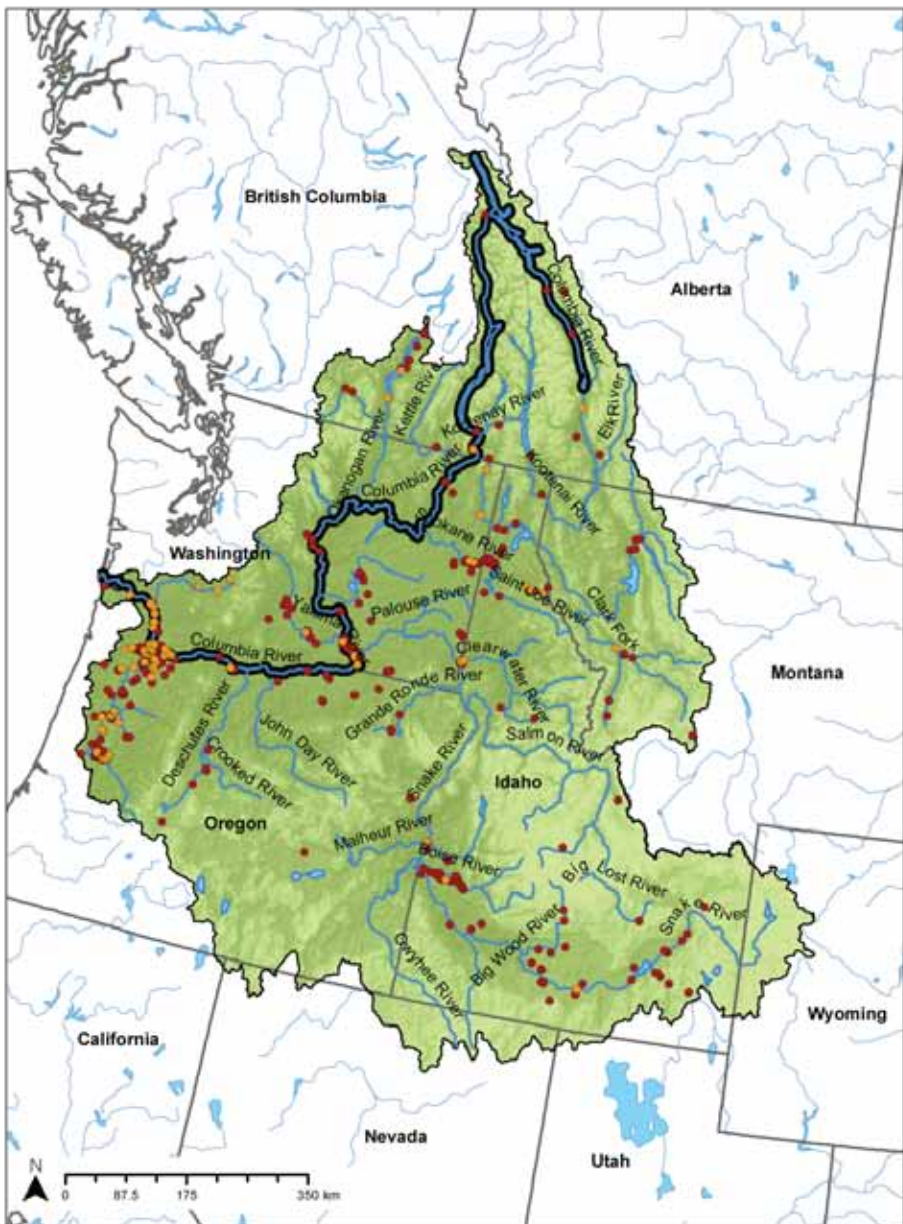 British Columbia
Alberta
Columbia River
Elk River
Kettle River
Kootenay River
Okanogan River
Columbia River
Kootenai River
Spokane River
Washington
Saint Joe River
Clark Fork
Palouse River
Yakima River
Columbia River
Clearwater River
Montana
Grande Ronde River
John Day River
Salmon River
Deschutes River
Crooked River
Snake River
Idaho
Oregon
Malheur River
Boise River
Big Lost River
Snake River
Big Wood River
Owyhee River
Wyoming
California
Nevada
Utah
N
0 87.5 175 350 km